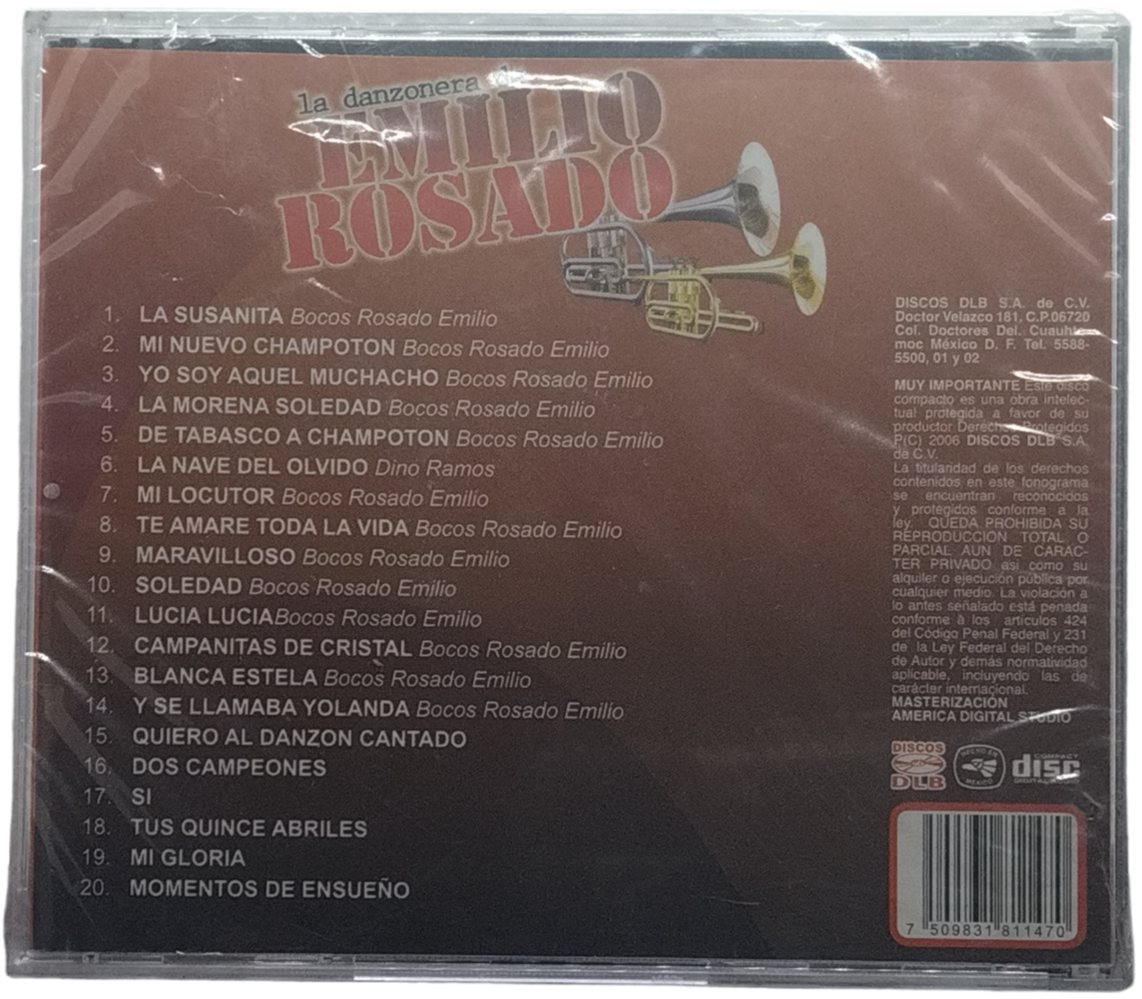 la danzonera d
EMILIO
ROSADO
1. LA SUSANITA Bocos Rosado Emilio
2. MI NUEVO CHAMPOTON Bocos Rosado Emilio
3. YO SOY AQUEL MUCHACHO Bocos Rosado Emilio
4. LA MORENA SOLEDAD Bocos Rosado Emilio
5. DE TABASCO A CHAMPOTON Bocos Rosado Emilio
6. LA NAVE DEL OLVIDO Dino Ramos
7. MI LOCUTOR Bocos Rosado Emilio
8. TE AMARE TODA LA VIDA Bocos Rosado Emilio
9. MARAVILLOSO Bocos Rosado Emilio
10. SOLEDAD Bocos Rosado Emilio
11. LUCIA LUCIABocos Rosado Emilio
12. CAMPANITAS DE CRISTAL Bocos Rosado Emilio
13. BLANCA ESTELA Bocos Rosado Emilio
14. Y SE LLAMABA YOLANDA Bocos Rosado Emilio
15. QUIERO AL DANZON CANTADO
16. DOS CAMPEONES
17. SI
18. TUS QUINCE ABRILES
19. MI GLORIA
20. MOMENTOS DE ENSUEÑO
DISCOS DLB S.A. de C.V.
Doctor Velazco 181, C.P.06720
Col. Doctores Del. Cuauhte-
moc México D. F. Tel. 5588-
5500, 01 y 02
MUY IMPORTANTE Este disco
compacto es una obra intelec-
tual protegida a favor de su
productor Derechos Protegidos
P(C) 2006 DISCOS DLB S.A.
de C.V.
La titularidad de los derechos
contenidos en este fonograma
se encuentran reconocidos
y protegidos conforme a la
ley. QUEDA PROHIBIDA SU
REPRODUCCION TOTAL O
PARCIAL AUN DE CARAC-
TER PRIVADO así como su
alquiler o ejecución pública por
cualquier medio. La violación a
lo antes señalado está penada
conforme à los artículos 424
del Código Penal Federal y 231
de la Ley Federal del Derecho
de Autor y demás normatividad
aplicable, incluyendo las de
carácter internacional.
MASTERIZACIÓN
AMERICA DIGITAL STUDIO
DISCOS
DLB
HECHO EN
MEXICO
COMPACT
disc
DIGITAL AUDIO
7 509831 811470